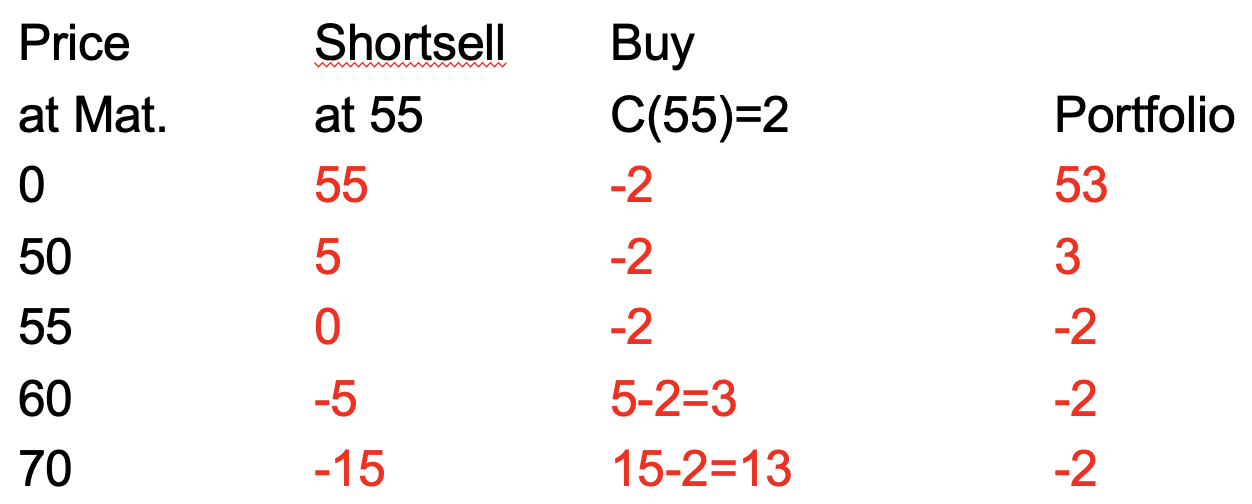 Price Shortsell Buy
at Mat. at 55 C(55)=2 Portfolio
0 55 -2 53
50 5 -2 3
55 0 -2 -2
60 -5 5-2=3 -2
70 -15 15-2=13 -2